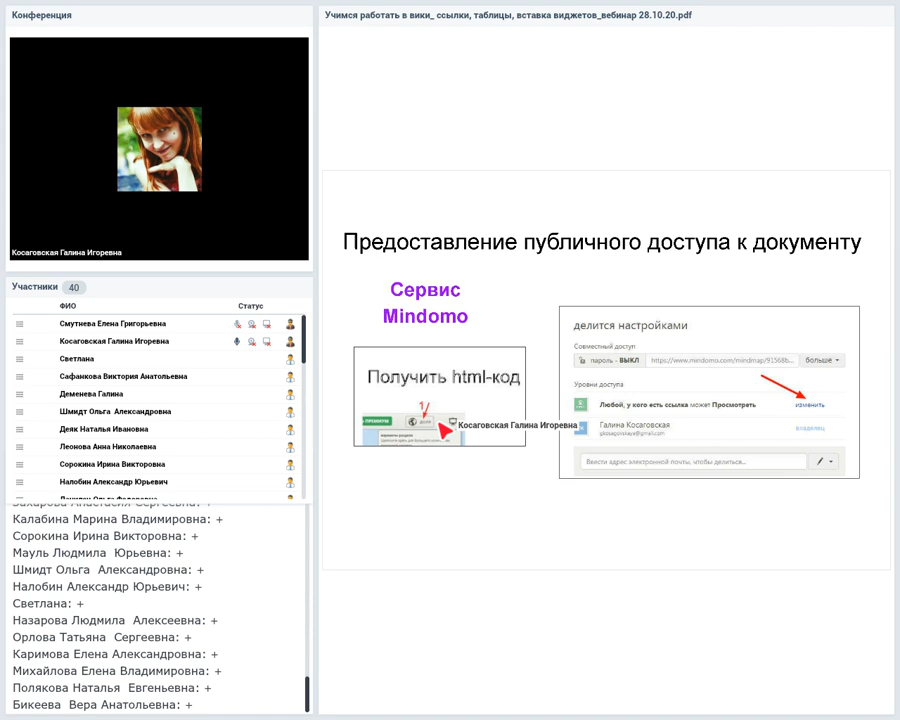 Конференция
Косаговская Галина Игоревна
Участники 40
ФИО Статус
Смутнева Елена Григорьевна
Косаговская Галина Игоревна
Светлана
Сафанкова Виктория Анатольевна
Деменева Галина
Шмидт Ольга Александровна
Деяк Наталья Ивановна
Леонова Анна Николаевна
Сорокина Ирина Викторовна
Налобин Александр Юрьевич
Захарова Анастасия Сергеевна: +
Калабина Марина Владимировна: +
Сорокина Ирина Викторовна: +
Мауль Людмила Юрьевна: +
Шмидт Ольга Александровна: +
Налобин Александр Юрьевич: +
Светлана: +
Назарова Людмила Алексеевна: +
Орлова Татьяна Сергеевна: +
Каримова Елена Александровна: +
Михайлова Елена Владимировна: +
Полякова Наталья Евгеньевна: +
Бикеева Вера Анатольевна: +
Учимся работать в вики_ ссылки, таблицы, вставка виджетов_вебинар 28.10.20.pdf
Предоставление публичного доступа к документу
Сервис
Mindomo
Получить html-код
1
ПРЕМИУМ
Косаговская Галина Игоревна
делится настройками
Совместный доступ
пароль - ВЫКЛ https://www.mindomo.com/mindmap/91568b... больше
Уровни доступа
Любой, у кого есть ссылка может Просмотреть изменить
Галина Косаговская владелец
Ввести адрес электронной почты, чтобы делиться...